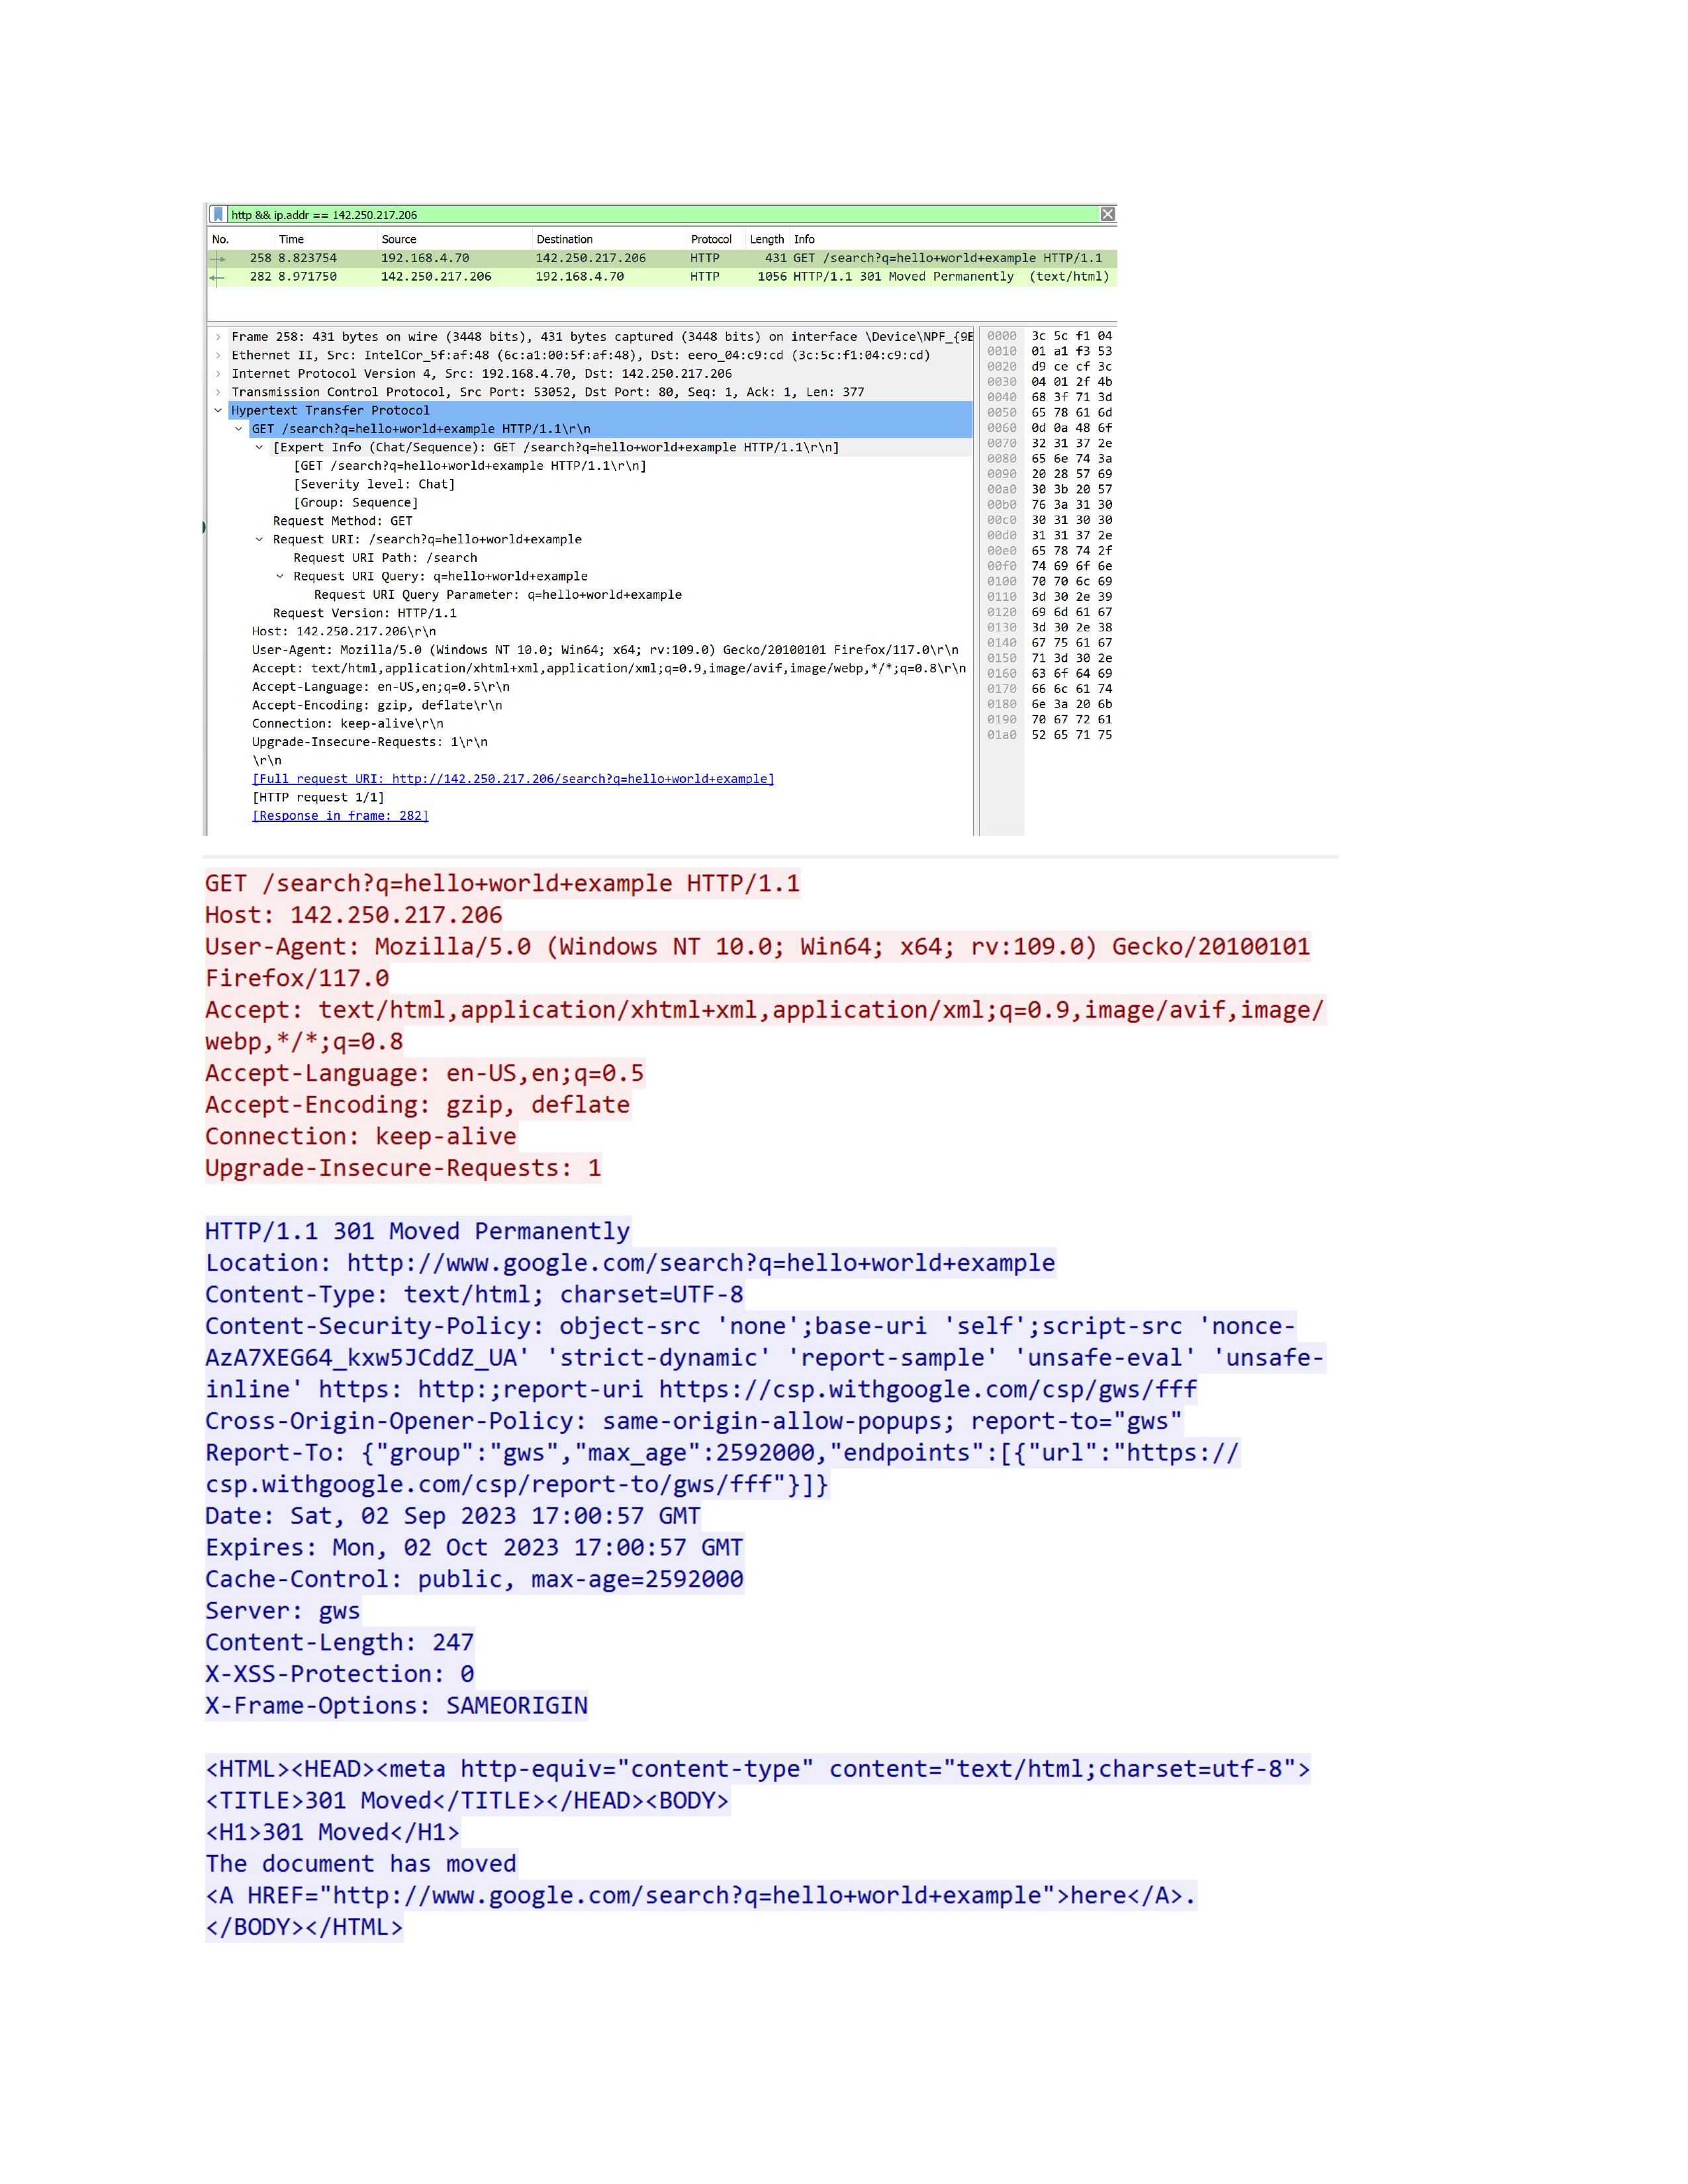 http && ip.addr == 142.250.217.206
No. Time Source Destination Protocol Length Info
258 8.823754 192.168.4.70 142.250.217.206 HTTP 431 GET /search?q=hello+world+example HTTP/1.1
282 8.971750 142.250.217.206 192.168.4.70 HTTP 1056 HTTP/1.1 301 Moved Permanently (text/html)
Frame 258: 431 bytes on wire (3448 bits), 431 bytes captured (3448 bits) on interface \Device\NPF_{9E
Ethernet II, Src: IntelCor_5f:af:48 (6c:a1:00:5f:af:48), Dst: eero_04:c9:cd (3c:5c:f1:04:c9:cd)
Internet Protocol Version 4, Src: 192.168.4.70, Dst: 142.250.217.206
Transmission Control Protocol, Src Port: 53052, Dst Port: 80, Seq: 1, Ack: 1, Len: 377
Hypertext Transfer Protocol
GET /search?q=hello+world+example HTTP/1.1\r\n
[Expert Info (Chat/Sequence): GET /search?q=hello+world+example HTTP/1.1\r\n]
[GET /search?q=hello+world+example HTTP/1.1\r\n]
[Severity level: Chat]
[Group: Sequence]
Request Method: GET
Request URI: /search?q=hello+world+example
Request URI Path: /search
Request URI Query: q=hello+world+example
Request URI Query Parameter: q=hello+world+example
Request Version: HTTP/1.1
Host: 142.250.217.206\r\n
User-Agent: Mozilla/5.0 (Windows NT 10.0; Win64; x64; rv:109.0) Gecko/20100101 Firefox/117.0\r\n
Accept: text/html,application/xhtml+xml,application/xml;q=0.9,image/avif,image/webp,*/*;q=0.8\r\n
Accept-Language: en-US,en;q=0.5\r\n
Accept-Encoding: gzip, deflate\r\n
Connection: keep-alive\r\n
Upgrade-Insecure-Requests: 1\r\n
\r\n
[Full request URI: http://142.250.217.206/search?q=hello+world+example]
[HTTP request 1/1]
[Response in frame: 282]
0000 3c 5c f1 04
0010 01 a1 f3 53
0020 d9 ce cf 3c
0030 04 01 2f 4b
0040 68 3f 71 3d
0050 65 78 61 6d
0060 0d 0a 48 6f
0070 32 31 37 2e
0080 65 6e 74 3a
0090 20 28 57 69
00a0 30 3b 20 57
00b0 76 3a 31 30
00c0 30 31 30 30
00d0 31 31 37 2e
00e0 65 78 74 2f
00f0 74 69 6f 6e
0100 70 70 6c 69
0110 3d 30 2e 39
0120 69 6d 61 67
0130 3d 30 2e 38
0140 67 75 61 67
0150 71 3d 30 2e
0160 63 6f 64 69
0170 66 6c 61 74
0180 6e 3a 20 6b
0190 70 67 72 61
01a0 52 65 71 75
GET /search?q=hello+world+example HTTP/1.1
Host: 142.250.217.206
User-Agent: Mozilla/5.0 (Windows NT 10.0; Win64; x64; rv:109.0) Gecko/20100101
Firefox/117.0
Accept: text/html,application/xhtml+xml,application/xml;q=0.9,image/avif,image/
webp,*/*;q=0.8
Accept-Language: en-US,en;q=0.5
Accept-Encoding: gzip, deflate
Connection: keep-alive
Upgrade-Insecure-Requests: 1
HTTP/1.1 301 Moved Permanently
Location: http://www.google.com/search?q=hello+world+example
Content-Type: text/html; charset=UTF-8
Content-Security-Policy: object-src 'none';base-uri 'self';script-src 'nonce-
AzA7XEG64_kxw5JCddZ_UA' 'strict-dynamic' 'report-sample' 'unsafe-eval' 'unsafe-
inline' https: http:;report-uri https://csp.withgoogle.com/csp/gws/fff
Cross-Origin-Opener-Policy: same-origin-allow-popups; report-to="gws"
Report-To: {"group":"gws","max_age":2592000,"endpoints":[{"url":"https://
csp.withgoogle.com/csp/report-to/gws/fff"}]}
Date: Sat, 02 Sep 2023 17:00:57 GMT
Expires: Mon, 02 Oct 2023 17:00:57 GMT
Cache-Control: public, max-age=2592000
Server: gws
Content-Length: 247
X-XSS-Protection: 0
X-Frame-Options: SAMEORIGIN
<HTML><HEAD><meta http-equiv="content-type" content="text/html;charset=utf-8">
<TITLE>301 Moved</TITLE></HEAD><BODY>
<H1>301 Moved</H1>
The document has moved
<A HREF="http://www.google.com/search?q=hello+world+example">here</A>.
</BODY></HTML>